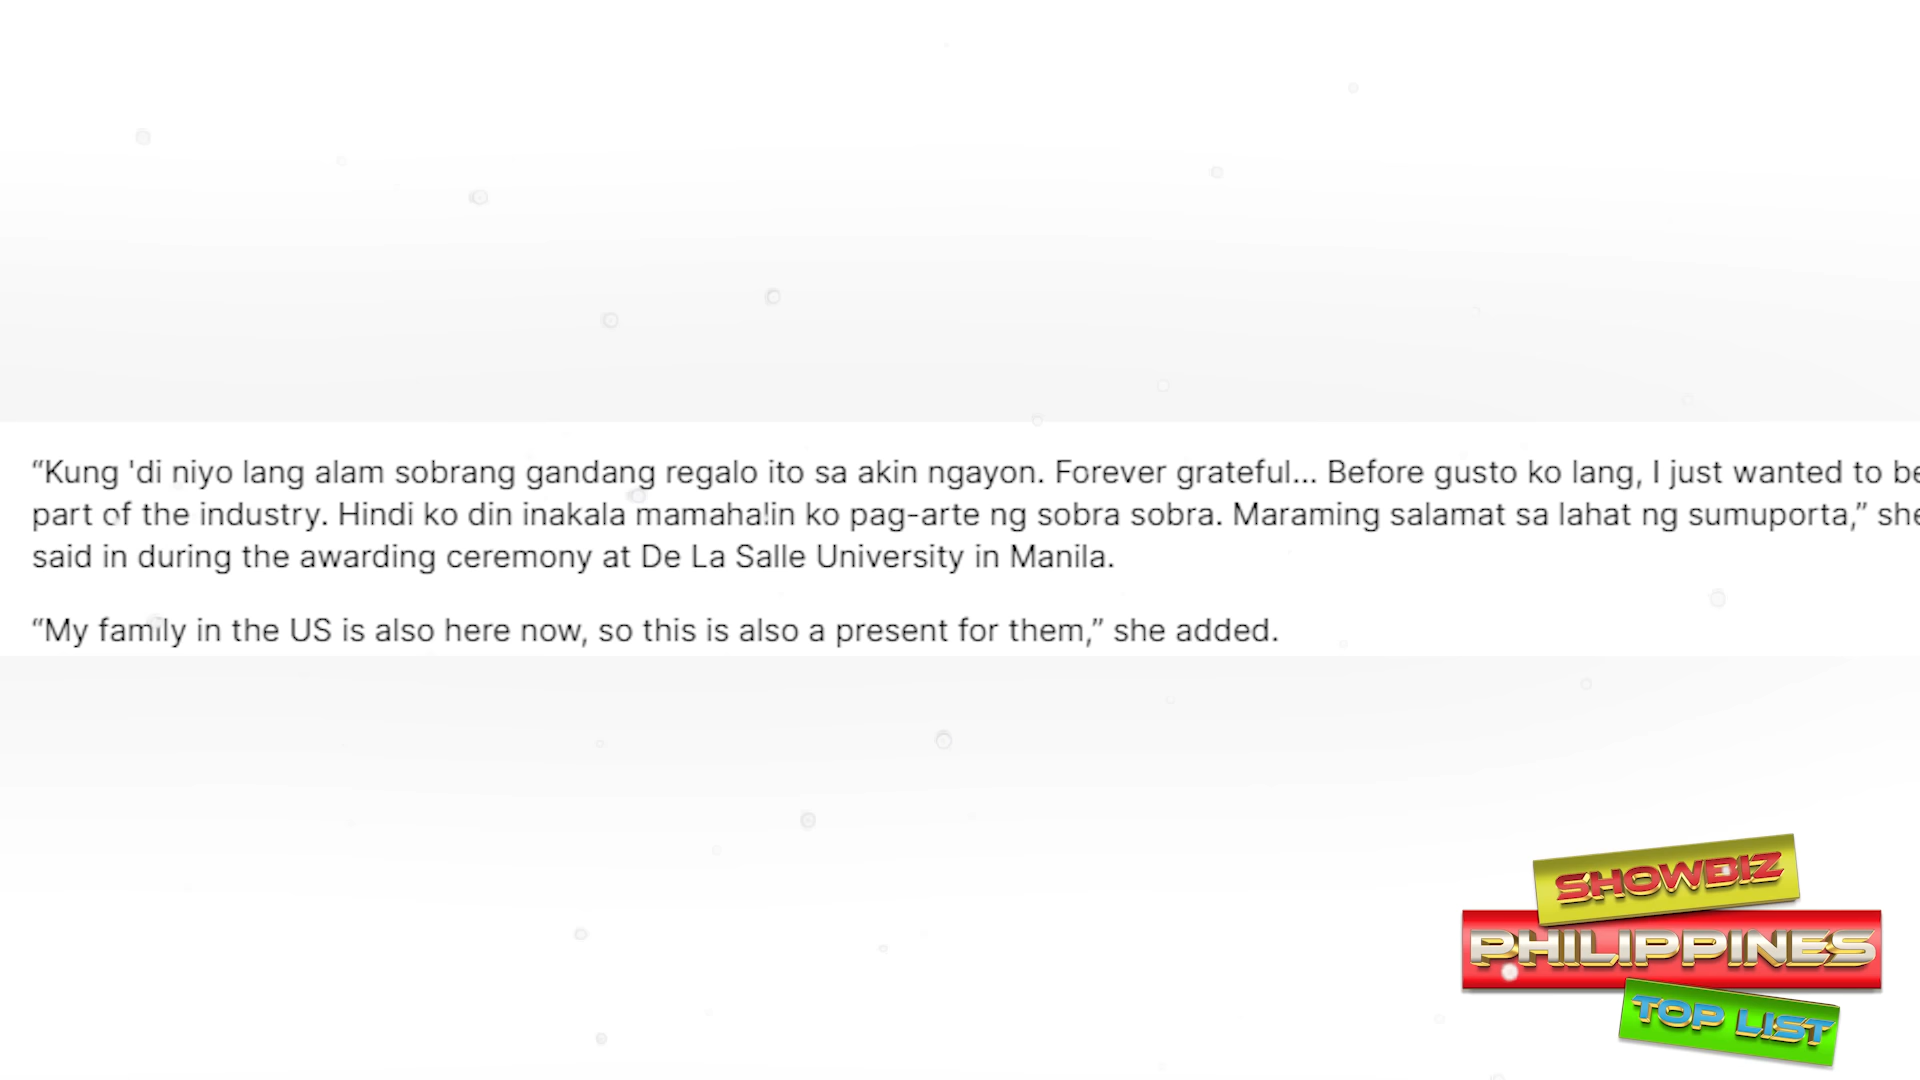 “Kung 'di niyo lang alam sobrang gandang regalo ito sa akin ngayon. Forever grateful... Before gusto ko lang, I just wanted to be
part of the industry. Hindi ko din inakala mamahalin ko pag-arte ng sobra sobra. Maraming salamat sa lahat ng sumuporta,” she
said in during the awarding ceremony at De La Salle University in Manila.
“My family in the US is also here now, so this is also a present for them,” she added.
SHOWBIZ
PHILIPPINES
TOP LIST